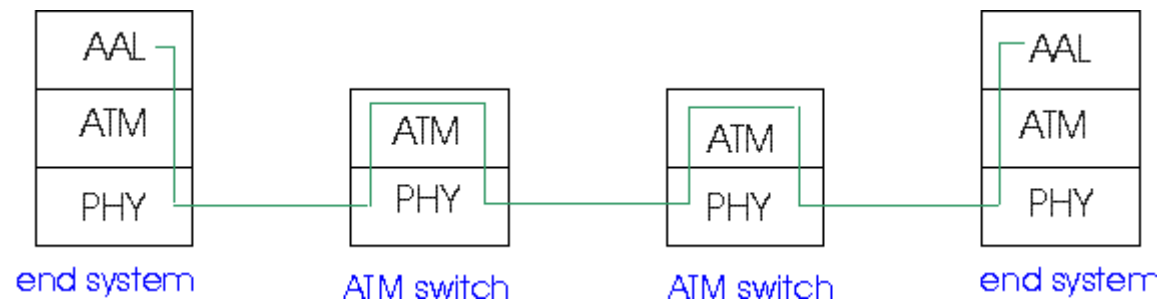 AAL
ATM
PHY
end system
ATM
PHY
ATM switch
ATM
PHY
ATM switch
AAL
ATM
PHY
end system